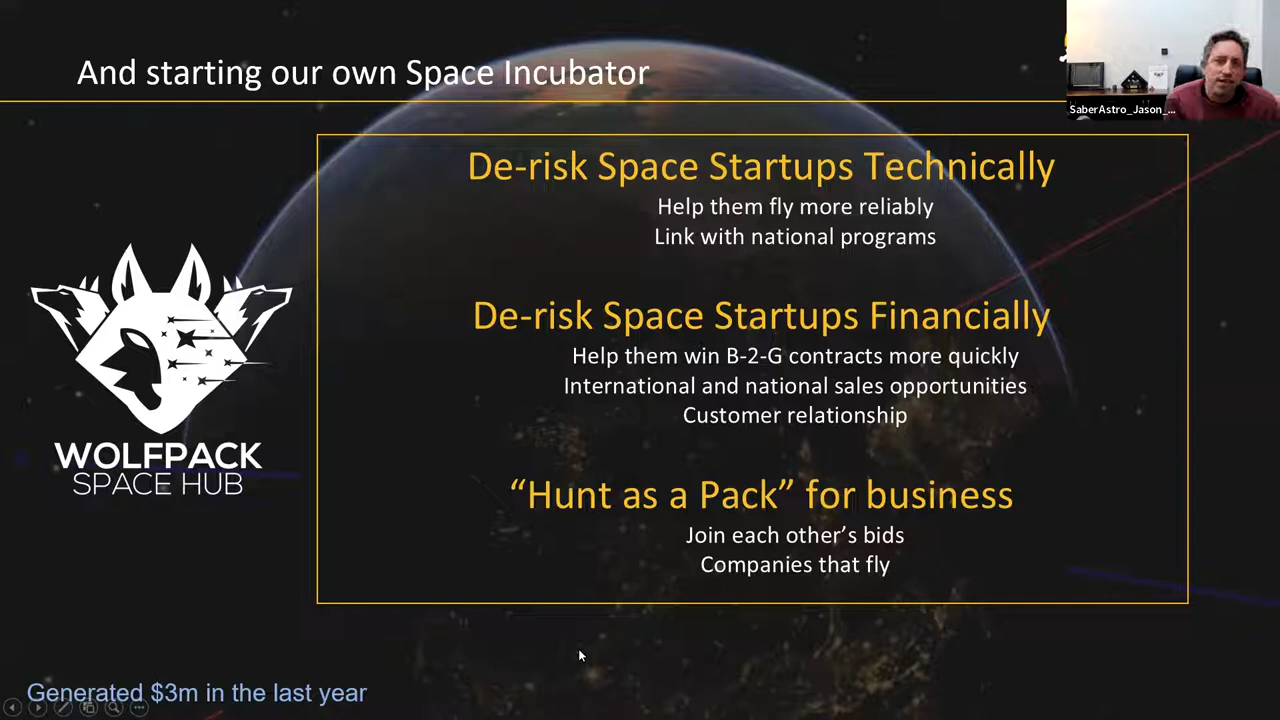 And starting our own Space Incubator
SaberAstro_Jason_...
De-risk Space Startups Technically
Help them fly more reliably
Link with national programs
De-risk Space Startups Financially
Help them win B-2-G contracts more quickly
International and national sales opportunities
Customer relationship
“Hunt as a Pack” for business
Join each other’s bids
Companies that fly
WOLFPACK
SPACE HUB
Generated $3m in the last year